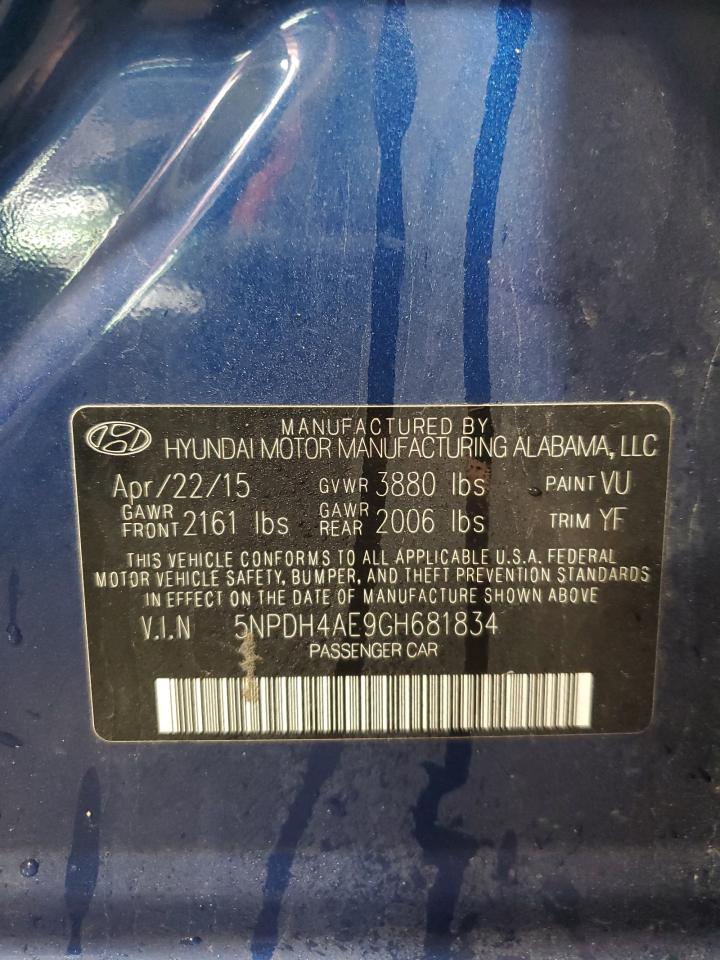 MANUFACTURED BY
HYUNDAI MOTOR MANUFACTURING ALABAMA, LLC
Apr/22/15 GVWR 3880 lbs PAINT VU
GAWR FRONT 2161 lbs GAWR REAR 2006 lbs TRIM YF
THIS VEHICLE CONFORMS TO ALL APPLICABLE U.S.A. FEDERAL
MOTOR VEHICLE SAFETY, BUMPER, AND THEFT PREVENTION STANDARDS
IN EFFECT ON THE DATE OF MANUFACTURE SHOWN ABOVE
V.I.N 5NPDH4AE9GH681834
PASSENGER CAR